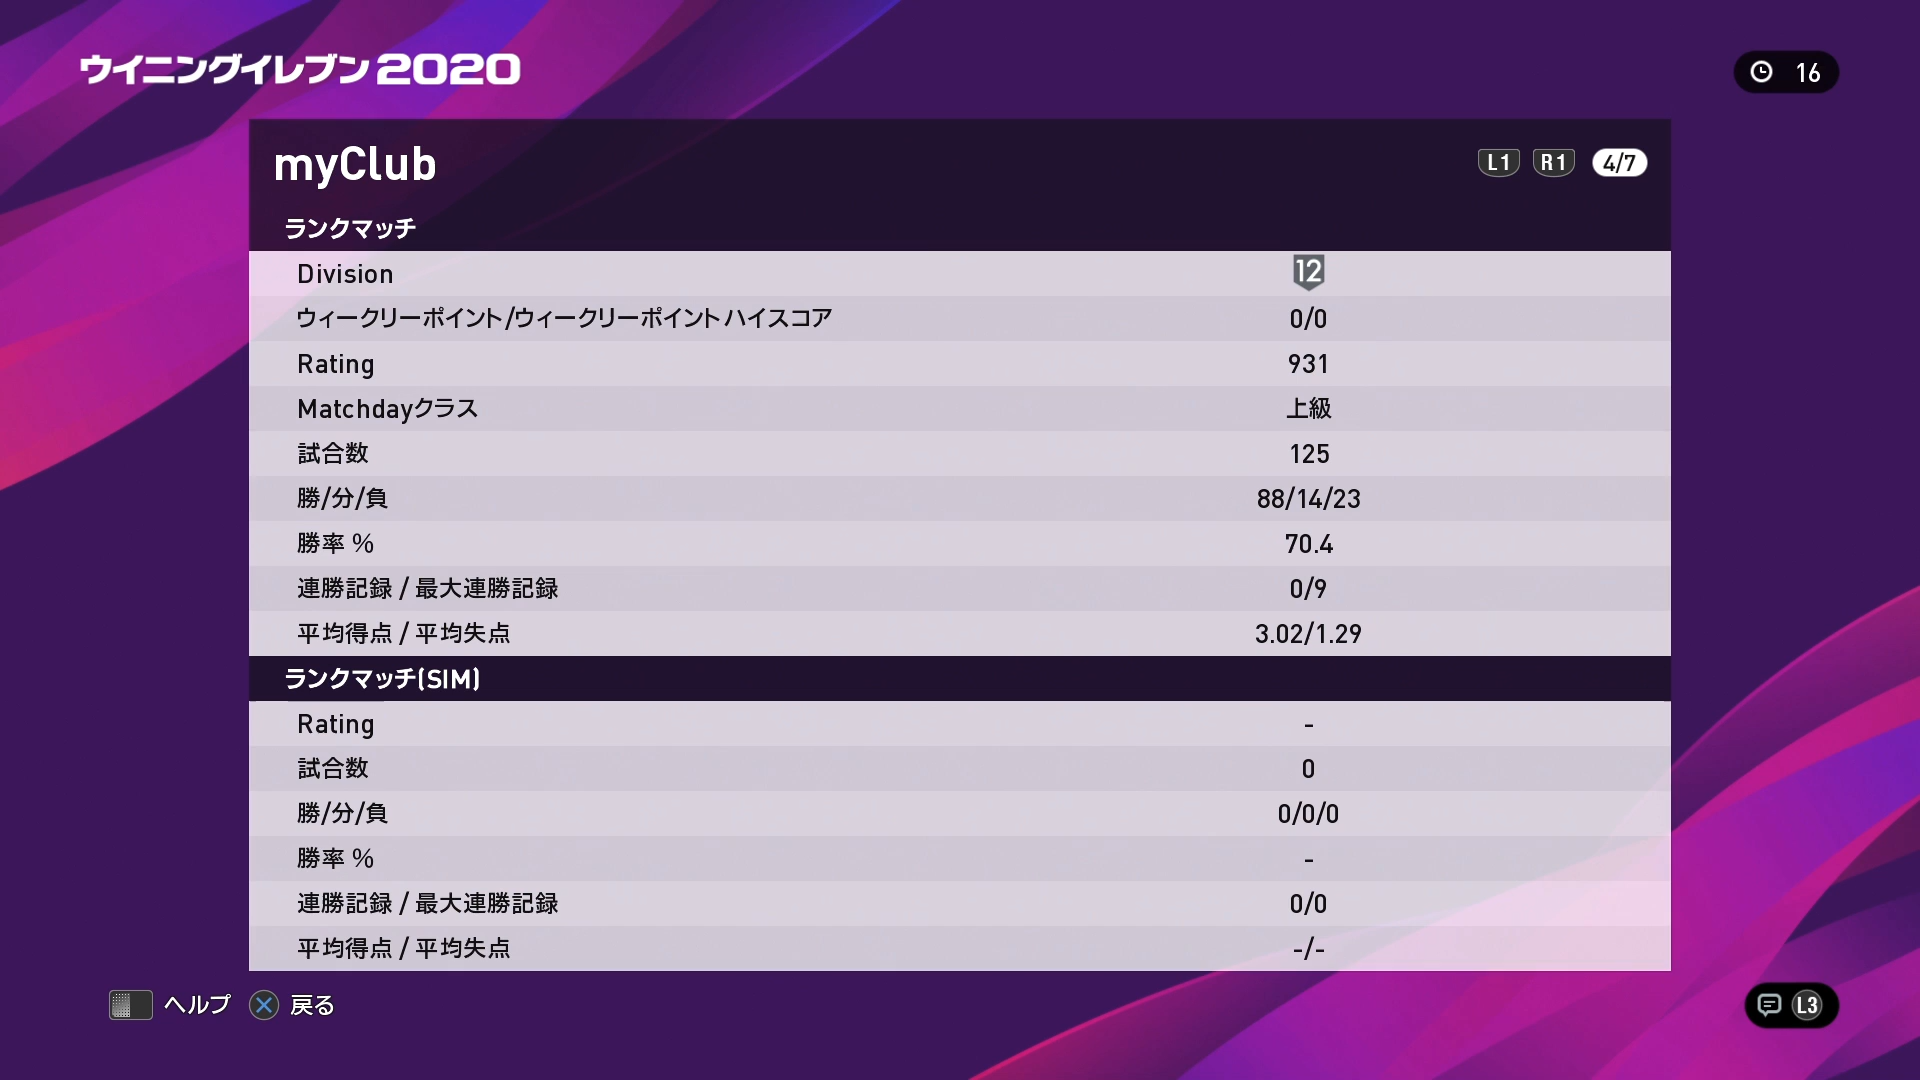 ウイニングイレブン 2020
16
myClub
L1 R1 4/7
ランクマッチ
Division 12
ウィークリーポイント/ウィークリーポイントハイスコア 0/0
Rating 931
Matchdayクラス 上級
試合数 125
勝/分/負 88/14/23
勝率 % 70.4
連勝記録 / 最大連勝記録 0/9
平均得点 / 平均失点 3.02/1.29
ランクマッチ(SIM)
Rating -
試合数 0
勝/分/負 0/0/0
勝率 % -
連勝記録 / 最大連勝記録 0/0
平均得点 / 平均失点 -/-
ヘルプ 戻る
L3